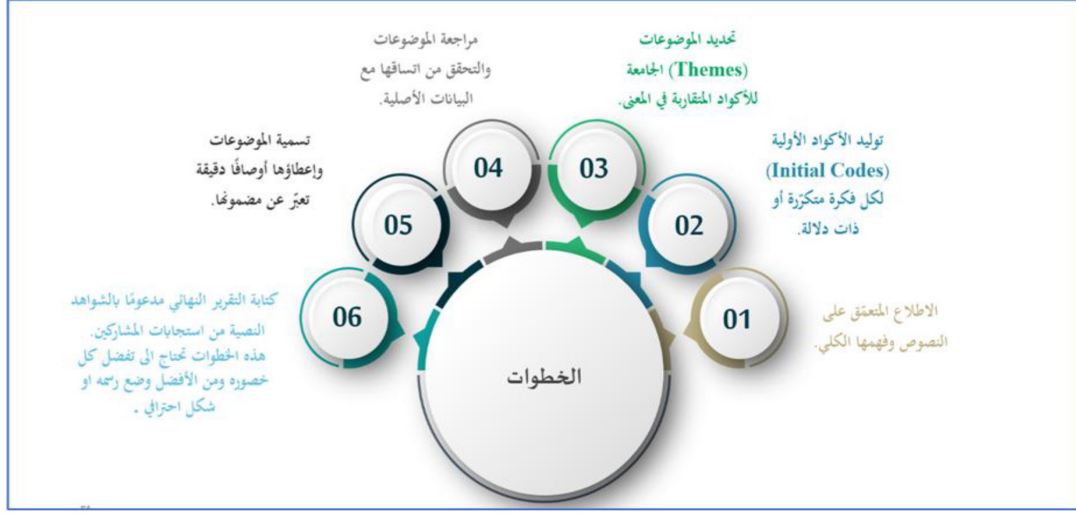 الاطلاع المتعمّق على
النصوص وفهمها الكلي.
01
توليد الأكواد الأولية
(Initial Codes)
لكل فكرة متكرّرة أو
ذات دلالة.
02
تحديد الموضوعات
(Themes) الجامعة
للأكواد المتقاربة في المعنى.
03
مراجعة الموضوعات
والتحقق من اتساقها مع
البيانات الأصلية.
04
تسمية الموضوعات
وإعطاؤها أوصافًا دقيقة
تعبّر عن مضمونها.
05
كتابة التقرير النهائي مدعومًا بالشواهد
النصية من استجابات المشاركين.
هذه الخطوات تحتاج الى تفضل كل
خصوره ومن الأفضل وضع رسمه او
شكل احترافي .
06
الخطوات